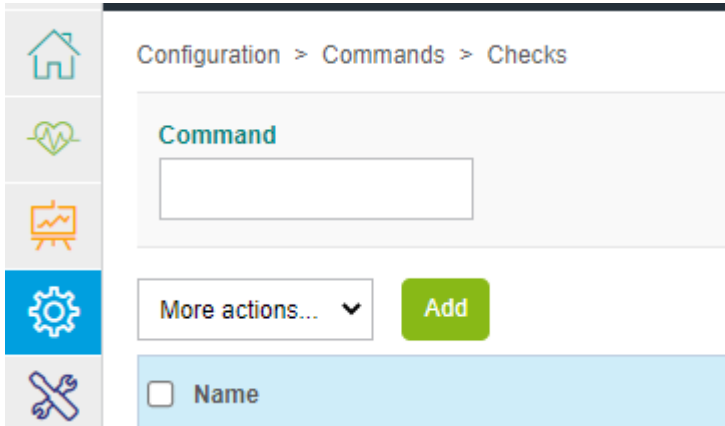 Configuration > Commands > Checks
Command
More actions... Add
Name